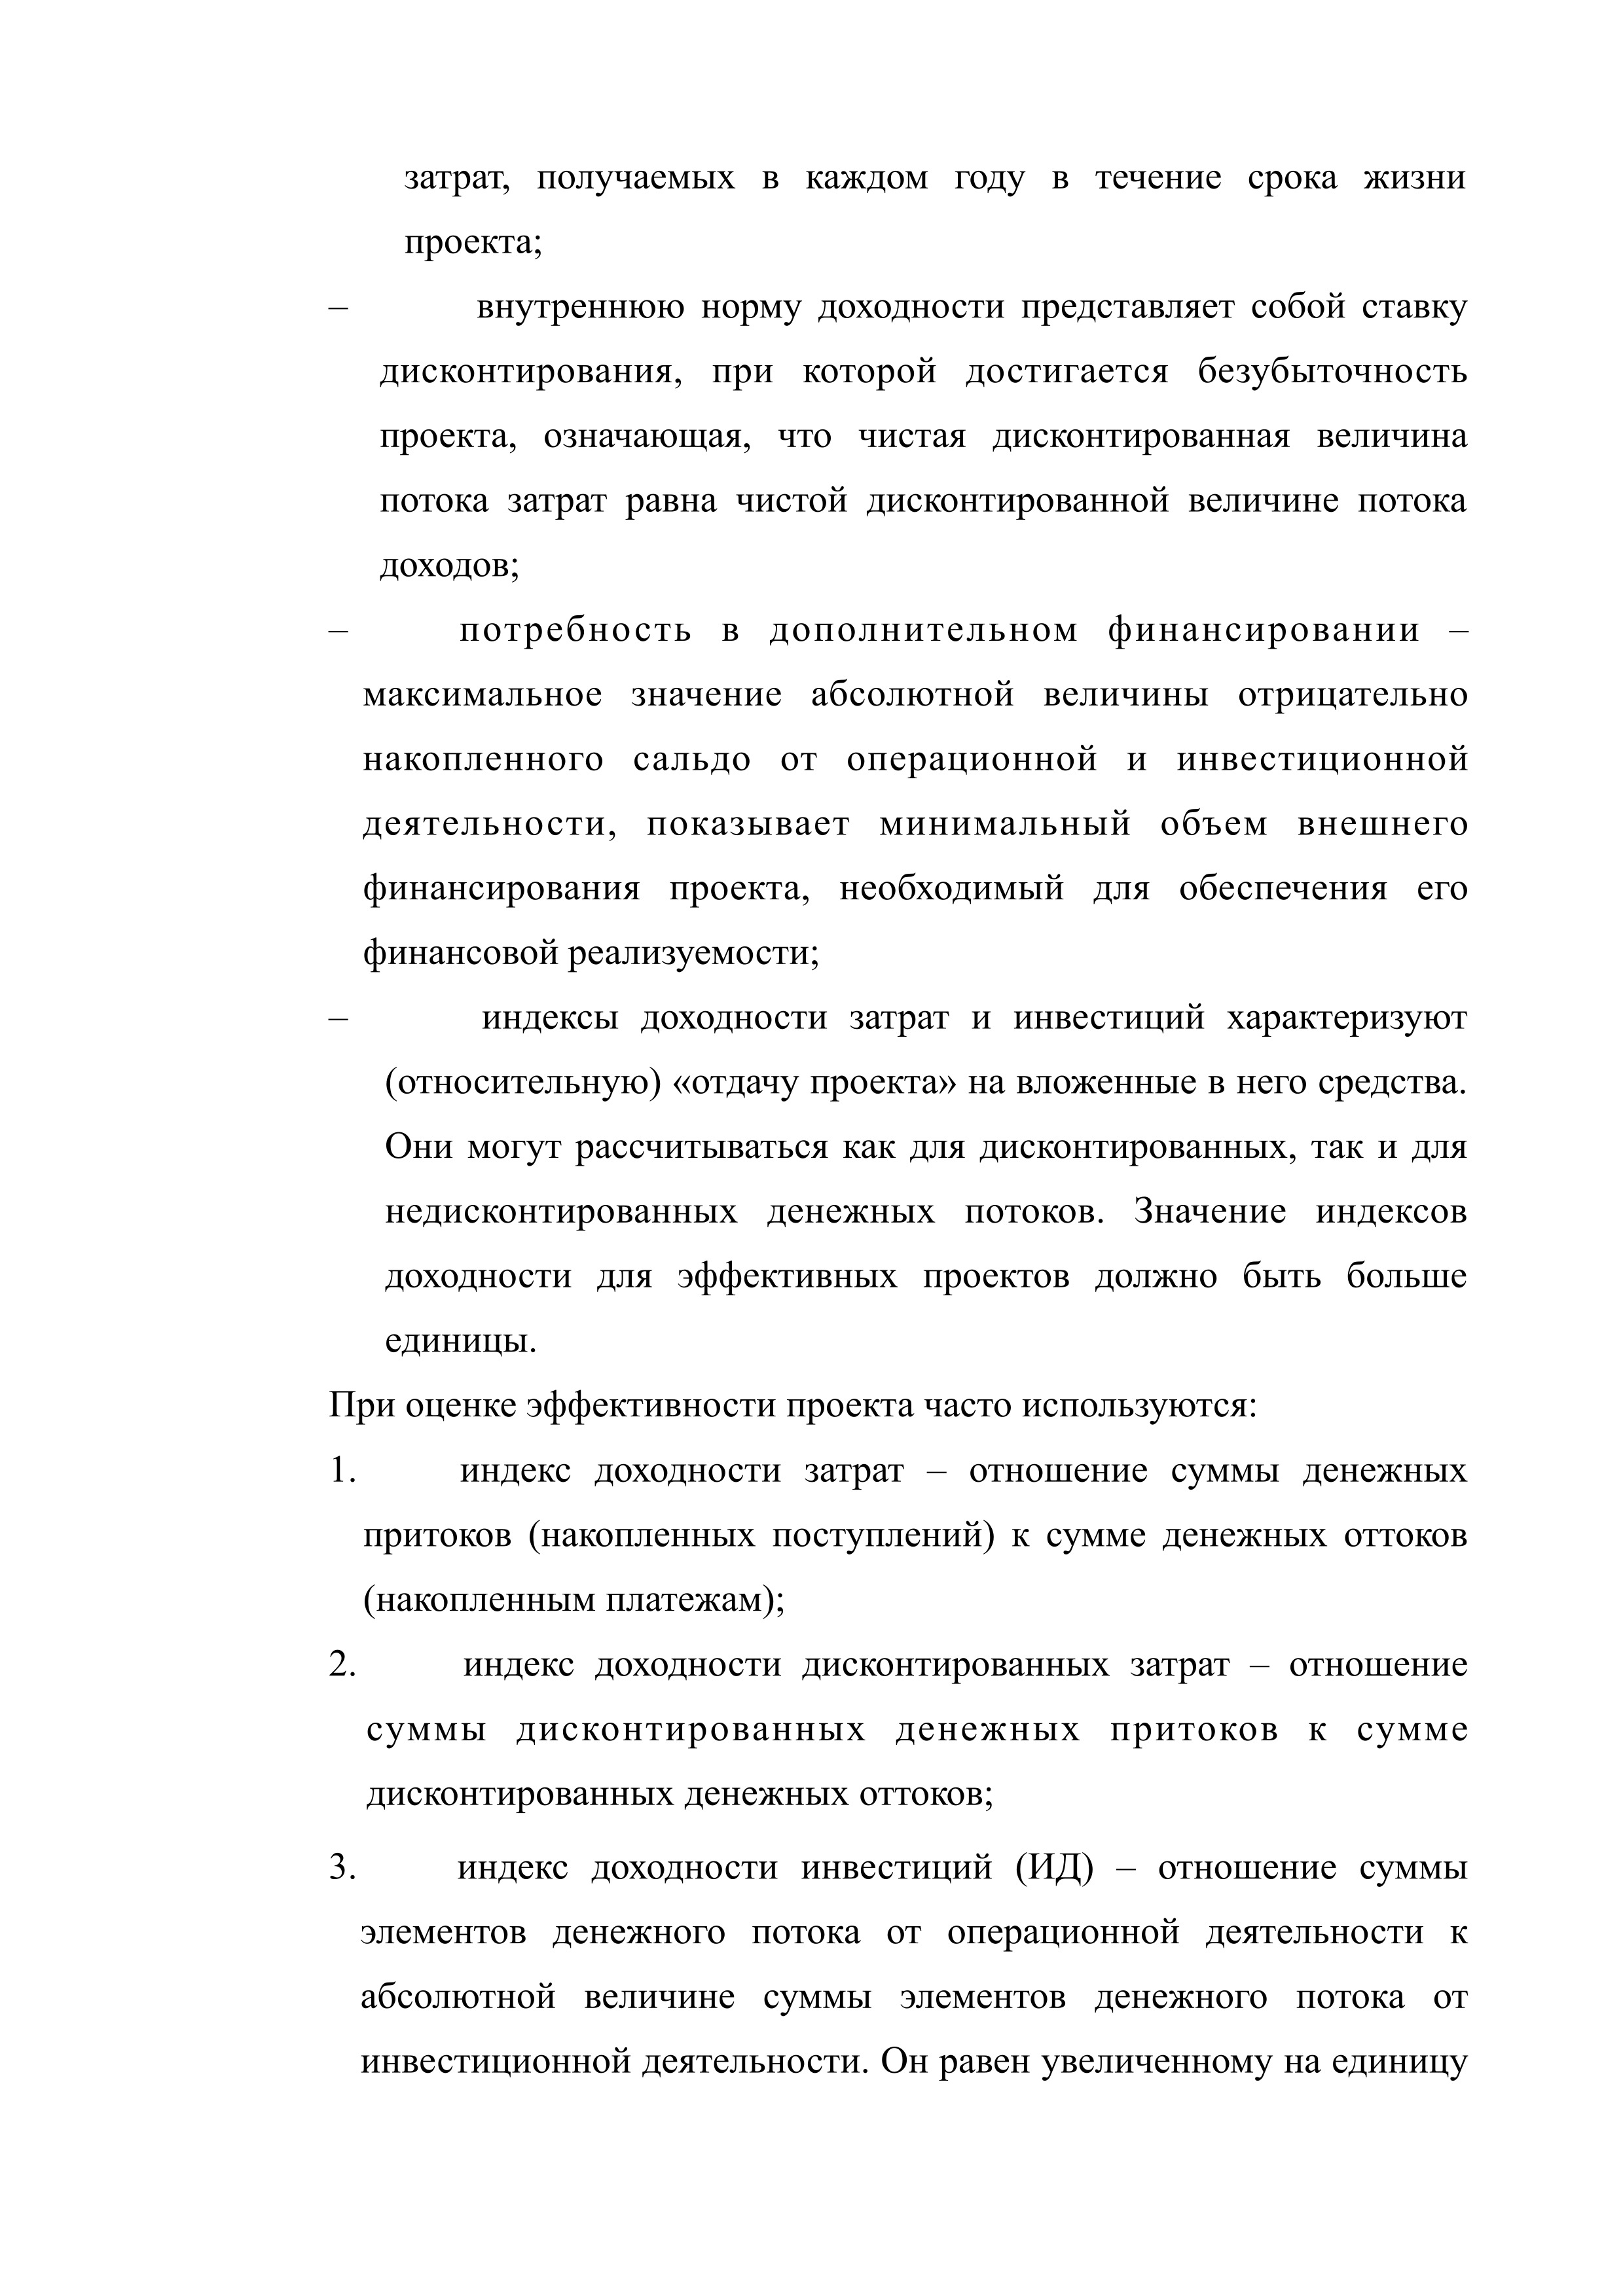 затрат, получаемых в каждом году в течение срока жизни
проекта;
– внутреннюю норму доходности представляет собой ставку
дисконтирования, при которой достигается безубыточность
проекта, означающая, что чистая дисконтированная величина
потока затрат равна чистой дисконтированной величине потока
доходов;
– потребность в дополнительном финансировании –
максимальное значение абсолютной величины отрицательно
накопленного сальдо от операционной и инвестиционной
деятельности, показывает минимальный объем внешнего
финансирования проекта, необходимый для обеспечения его
финансовой реализуемости;
– индексы доходности затрат и инвестиций характеризуют
(относительную) «отдачу проекта» на вложенные в него средства.
Они могут рассчитываться как для дисконтированных, так и для
недисконтированных денежных потоков. Значение индексов
доходности для эффективных проектов должно быть больше
единицы.
При оценке эффективности проекта часто используются:
1. индекс доходности затрат – отношение суммы денежных
притоков (накопленных поступлений) к сумме денежных оттоков
(накопленным платежам);
2. индекс доходности дисконтированных затрат – отношение
суммы дисконтированных денежных притоков к сумме
дисконтированных денежных оттоков;
3. индекс доходности инвестиций (ИД) – отношение суммы
элементов денежного потока от операционной деятельности к
абсолютной величине суммы элементов денежного потока от
инвестиционной деятельности. Он равен увеличенному на единицу